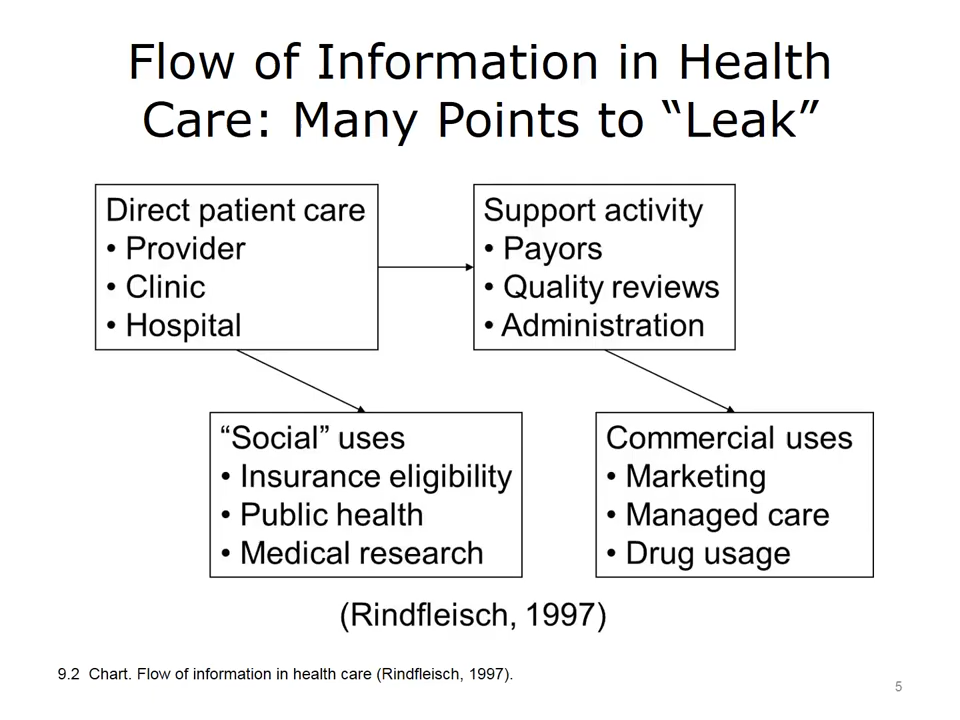 Flow of Information in Health
Care: Many Points to “Leak”
Direct patient care
• Provider
• Clinic
• Hospital
Support activity
• Payors
• Quality reviews
• Administration
“Social” uses
• Insurance eligibility
• Public health
• Medical research
Commercial uses
• Marketing
• Managed care
• Drug usage
(Rindfleisch, 1997)
9.2  Chart. Flow of information in health care (Rindfleisch, 1997).
5